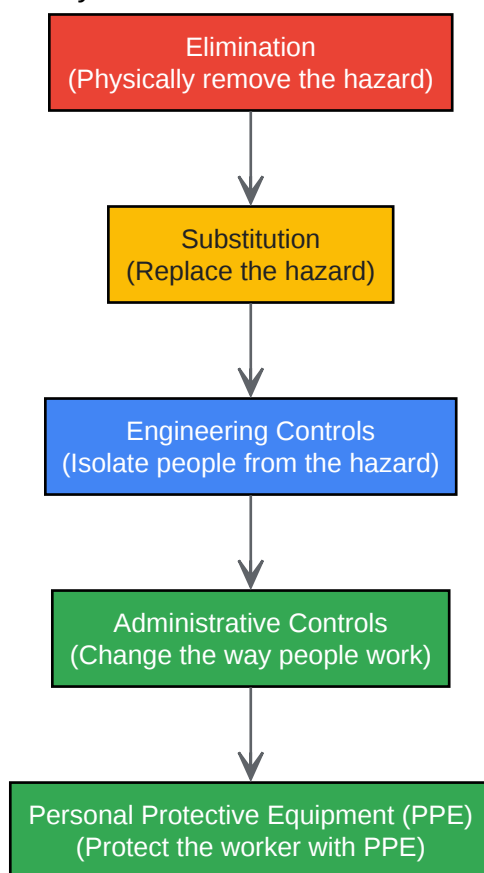 Elimination
(Physically remove the hazard)
Substitution
(Replace the hazard)
Engineering Controls
(Isolate people from the hazard)
Administrative Controls
(Change the way people work)
Personal Protective Equipment (PPE)
(Protect the worker with PPE)